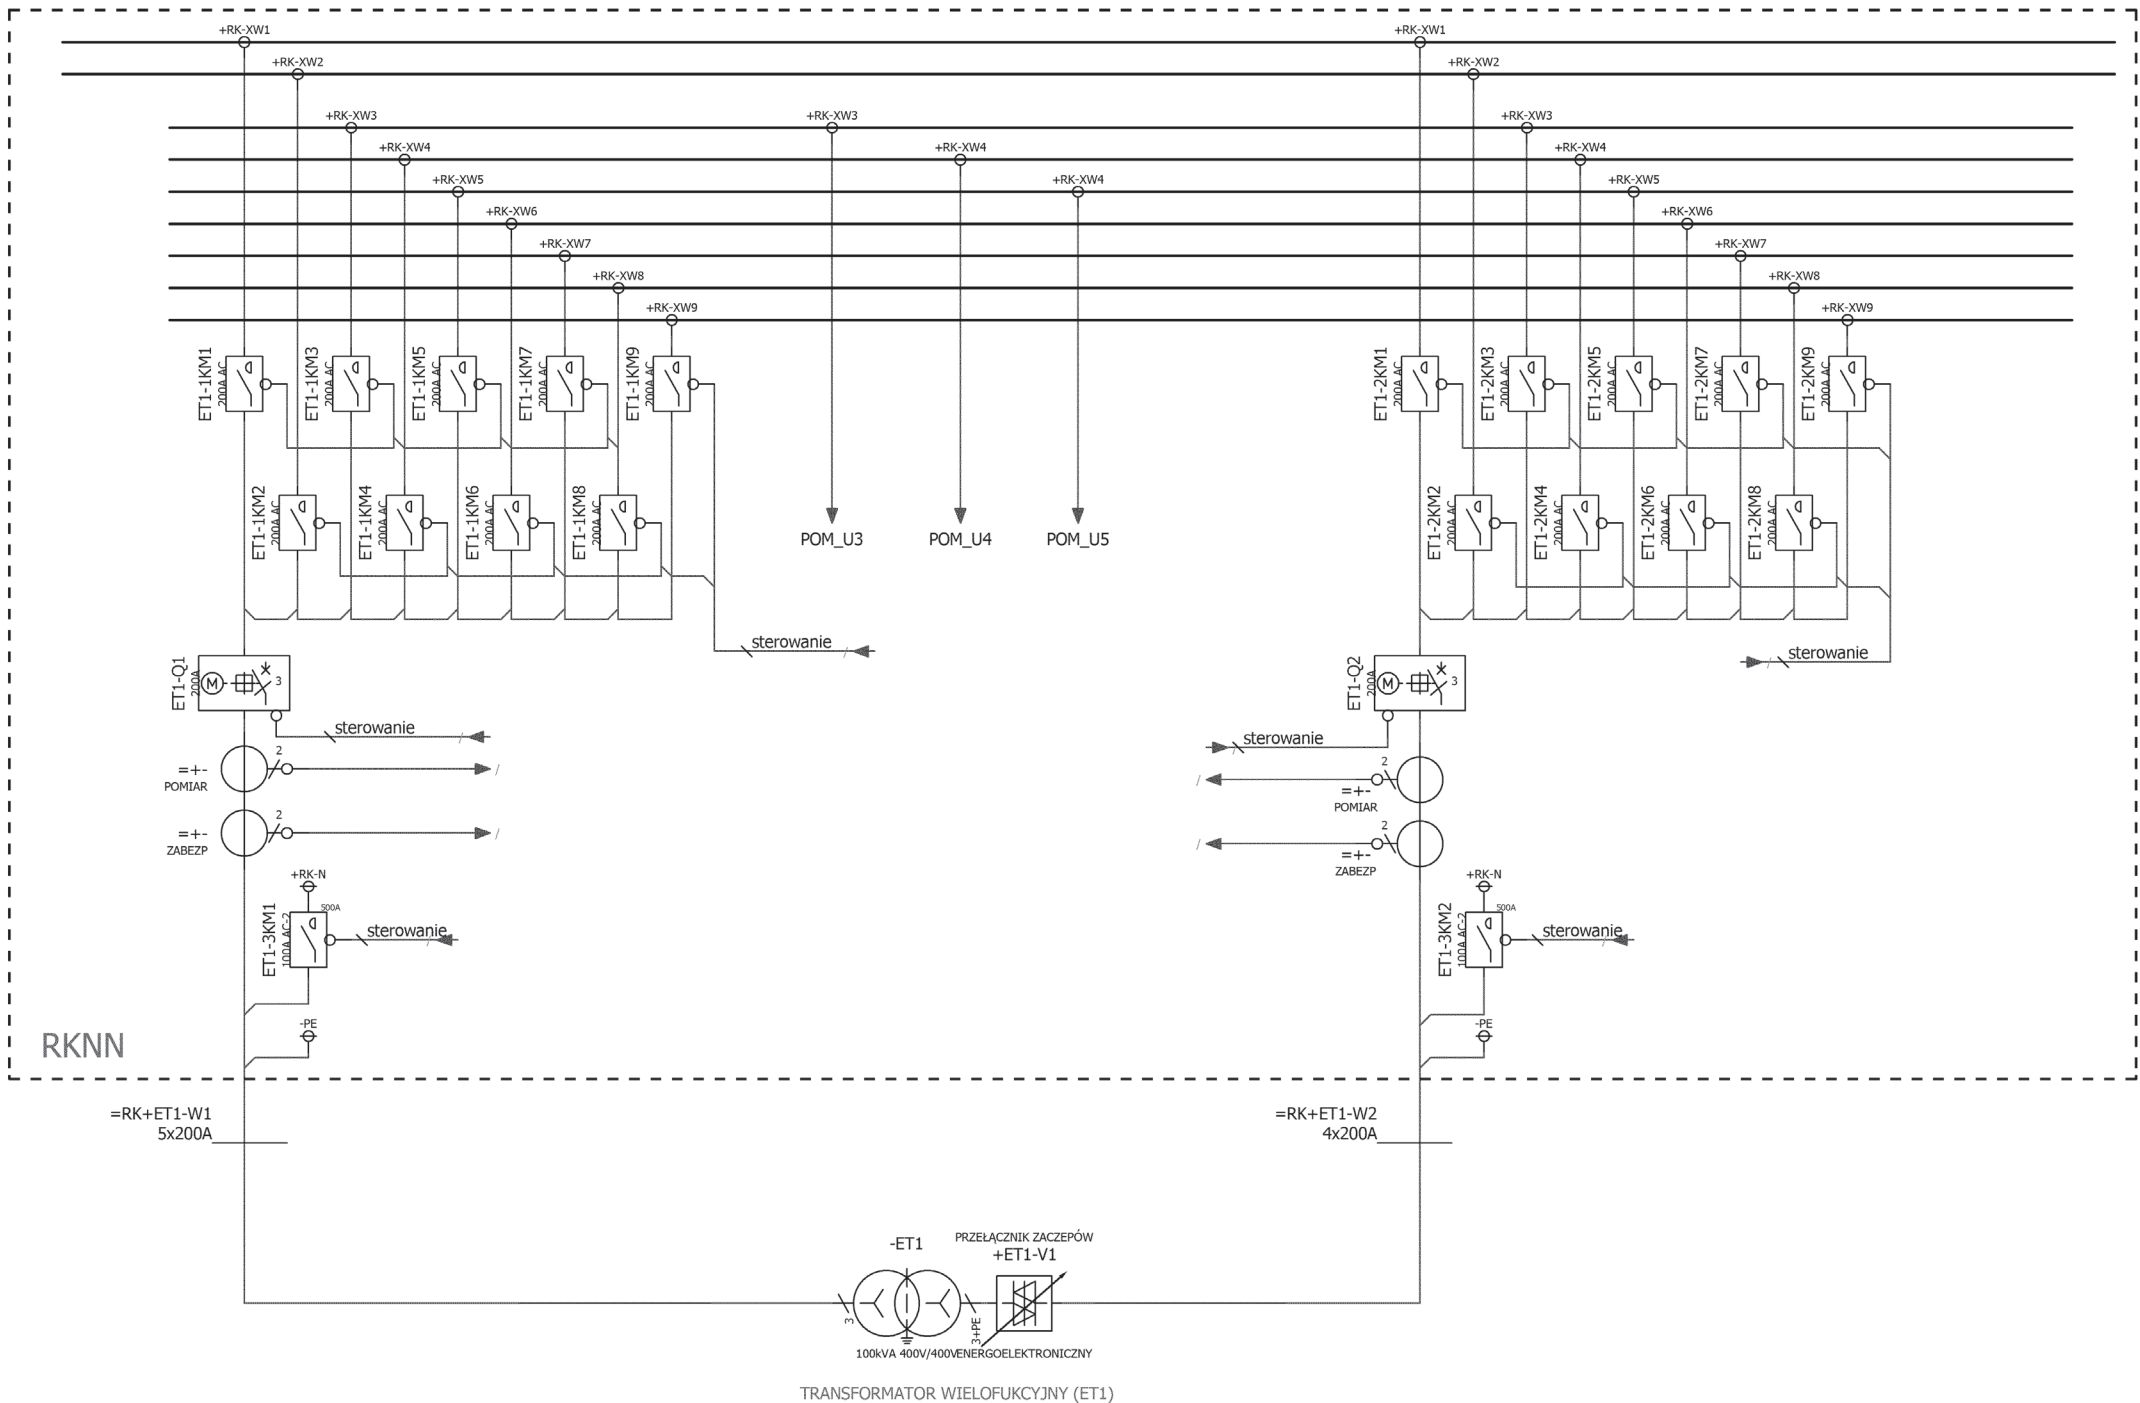 +RK-XW1
+RK-XW1
+RK-XW2
+RK-XW2
+RK-XW3
+RK-XW3
+RK-XW3
+RK-XW4
+RK-XW4
+RK-XW4
+RK-XW5
+RK-XW4
+RK-XW5
+RK-XW6
+RK-XW6
+RK-XW7
+RK-XW7
+RK-XW8
+RK-XW8
+RK-XW9
+RK-XW9
ET1-1KM1
200A AC
ET1-1KM3
200A AC
ET1-1KM5
200A AC
ET1-1KM7
200A AC
ET1-1KM9
200A AC
ET1-2KM1
200A AC
ET1-2KM3
200A AC
ET1-2KM5
200A AC
ET1-2KM7
200A AC
ET1-2KM9
200A AC
ET1-1KM2
200A AC
ET1-1KM4
200A AC
ET1-1KM6
200A AC
ET1-1KM8
200A AC
POM_U3
POM_U4
POM_U5
ET1-2KM2
200A AC
ET1-2KM4
200A AC
ET1-2KM6
200A AC
ET1-2KM8
200A AC
sterowanie
/
/
sterowanie
ET1-Q1
200A
M
3
ET1-Q2
200A
M
3
sterowanie
/
/
sterowanie
2
=+-
POMIAR
/
/
2
=+-
POMIAR
2
=+-
ZABEZP
/
/
2
=+-
ZABEZP
+RK-N
500A
ET1-3KM1
100A AC-2
sterowanie
/
+RK-N
500A
ET1-3KM2
100A AC-2
sterowanie
/
-PE
-PE
RKNN
=RK+ET1-W1
5x200A
=RK+ET1-W2
4x200A
-ET1
PRZEŁĄCZNIK ZACZEPÓW
+ET1-V1
3
3+PE
100kVA 400V/400V
ENERGOELEKTRONICZNY
TRANSFORMATOR WIELOFUKCYJNY (ET1)